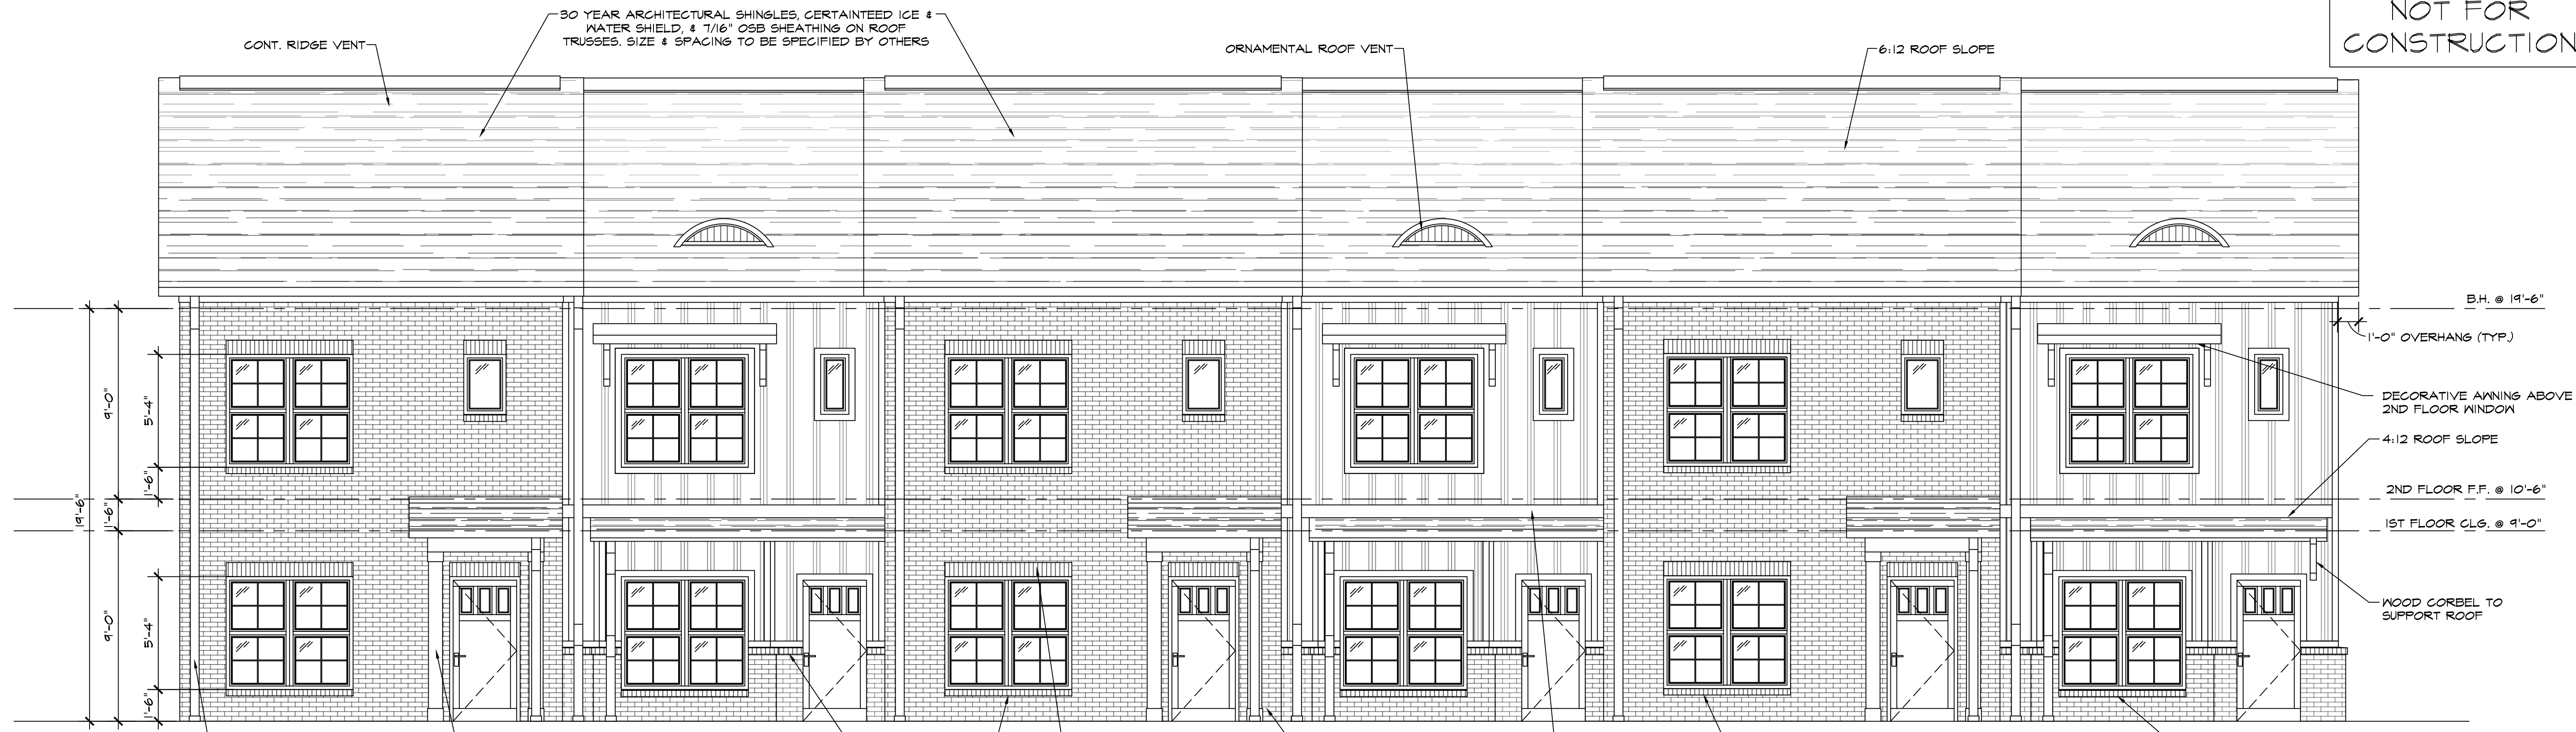 NOT FOR
CONSTRUCTION
30 YEAR ARCHITECTURAL SHINGLES, CERTAINTEED ICE &
WATER SHIELD, & 7/16" OSB SHEATHING ON ROOF
TRUSSES. SIZE & SPACING TO BE SPECIFIED BY OTHERS
CONT. RIDGE VENT
ORNAMENTAL ROOF VENT
6:12 ROOF SLOPE
B.H. @ 19'-6"
1'-0" OVERHANG (TYP.)
DECORATIVE AWNING ABOVE
2ND FLOOR WINDOW
4:12 ROOF SLOPE
2ND FLOOR F.F. @ 10'-6"
1ST FLOOR CLG. @ 9'-0"
WOOD CORBEL TO
SUPPORT ROOF
19'-6"
9'-0"
1'-6"
9'-0"
5'-4"
1'-6"
5'-4"
1'-6"